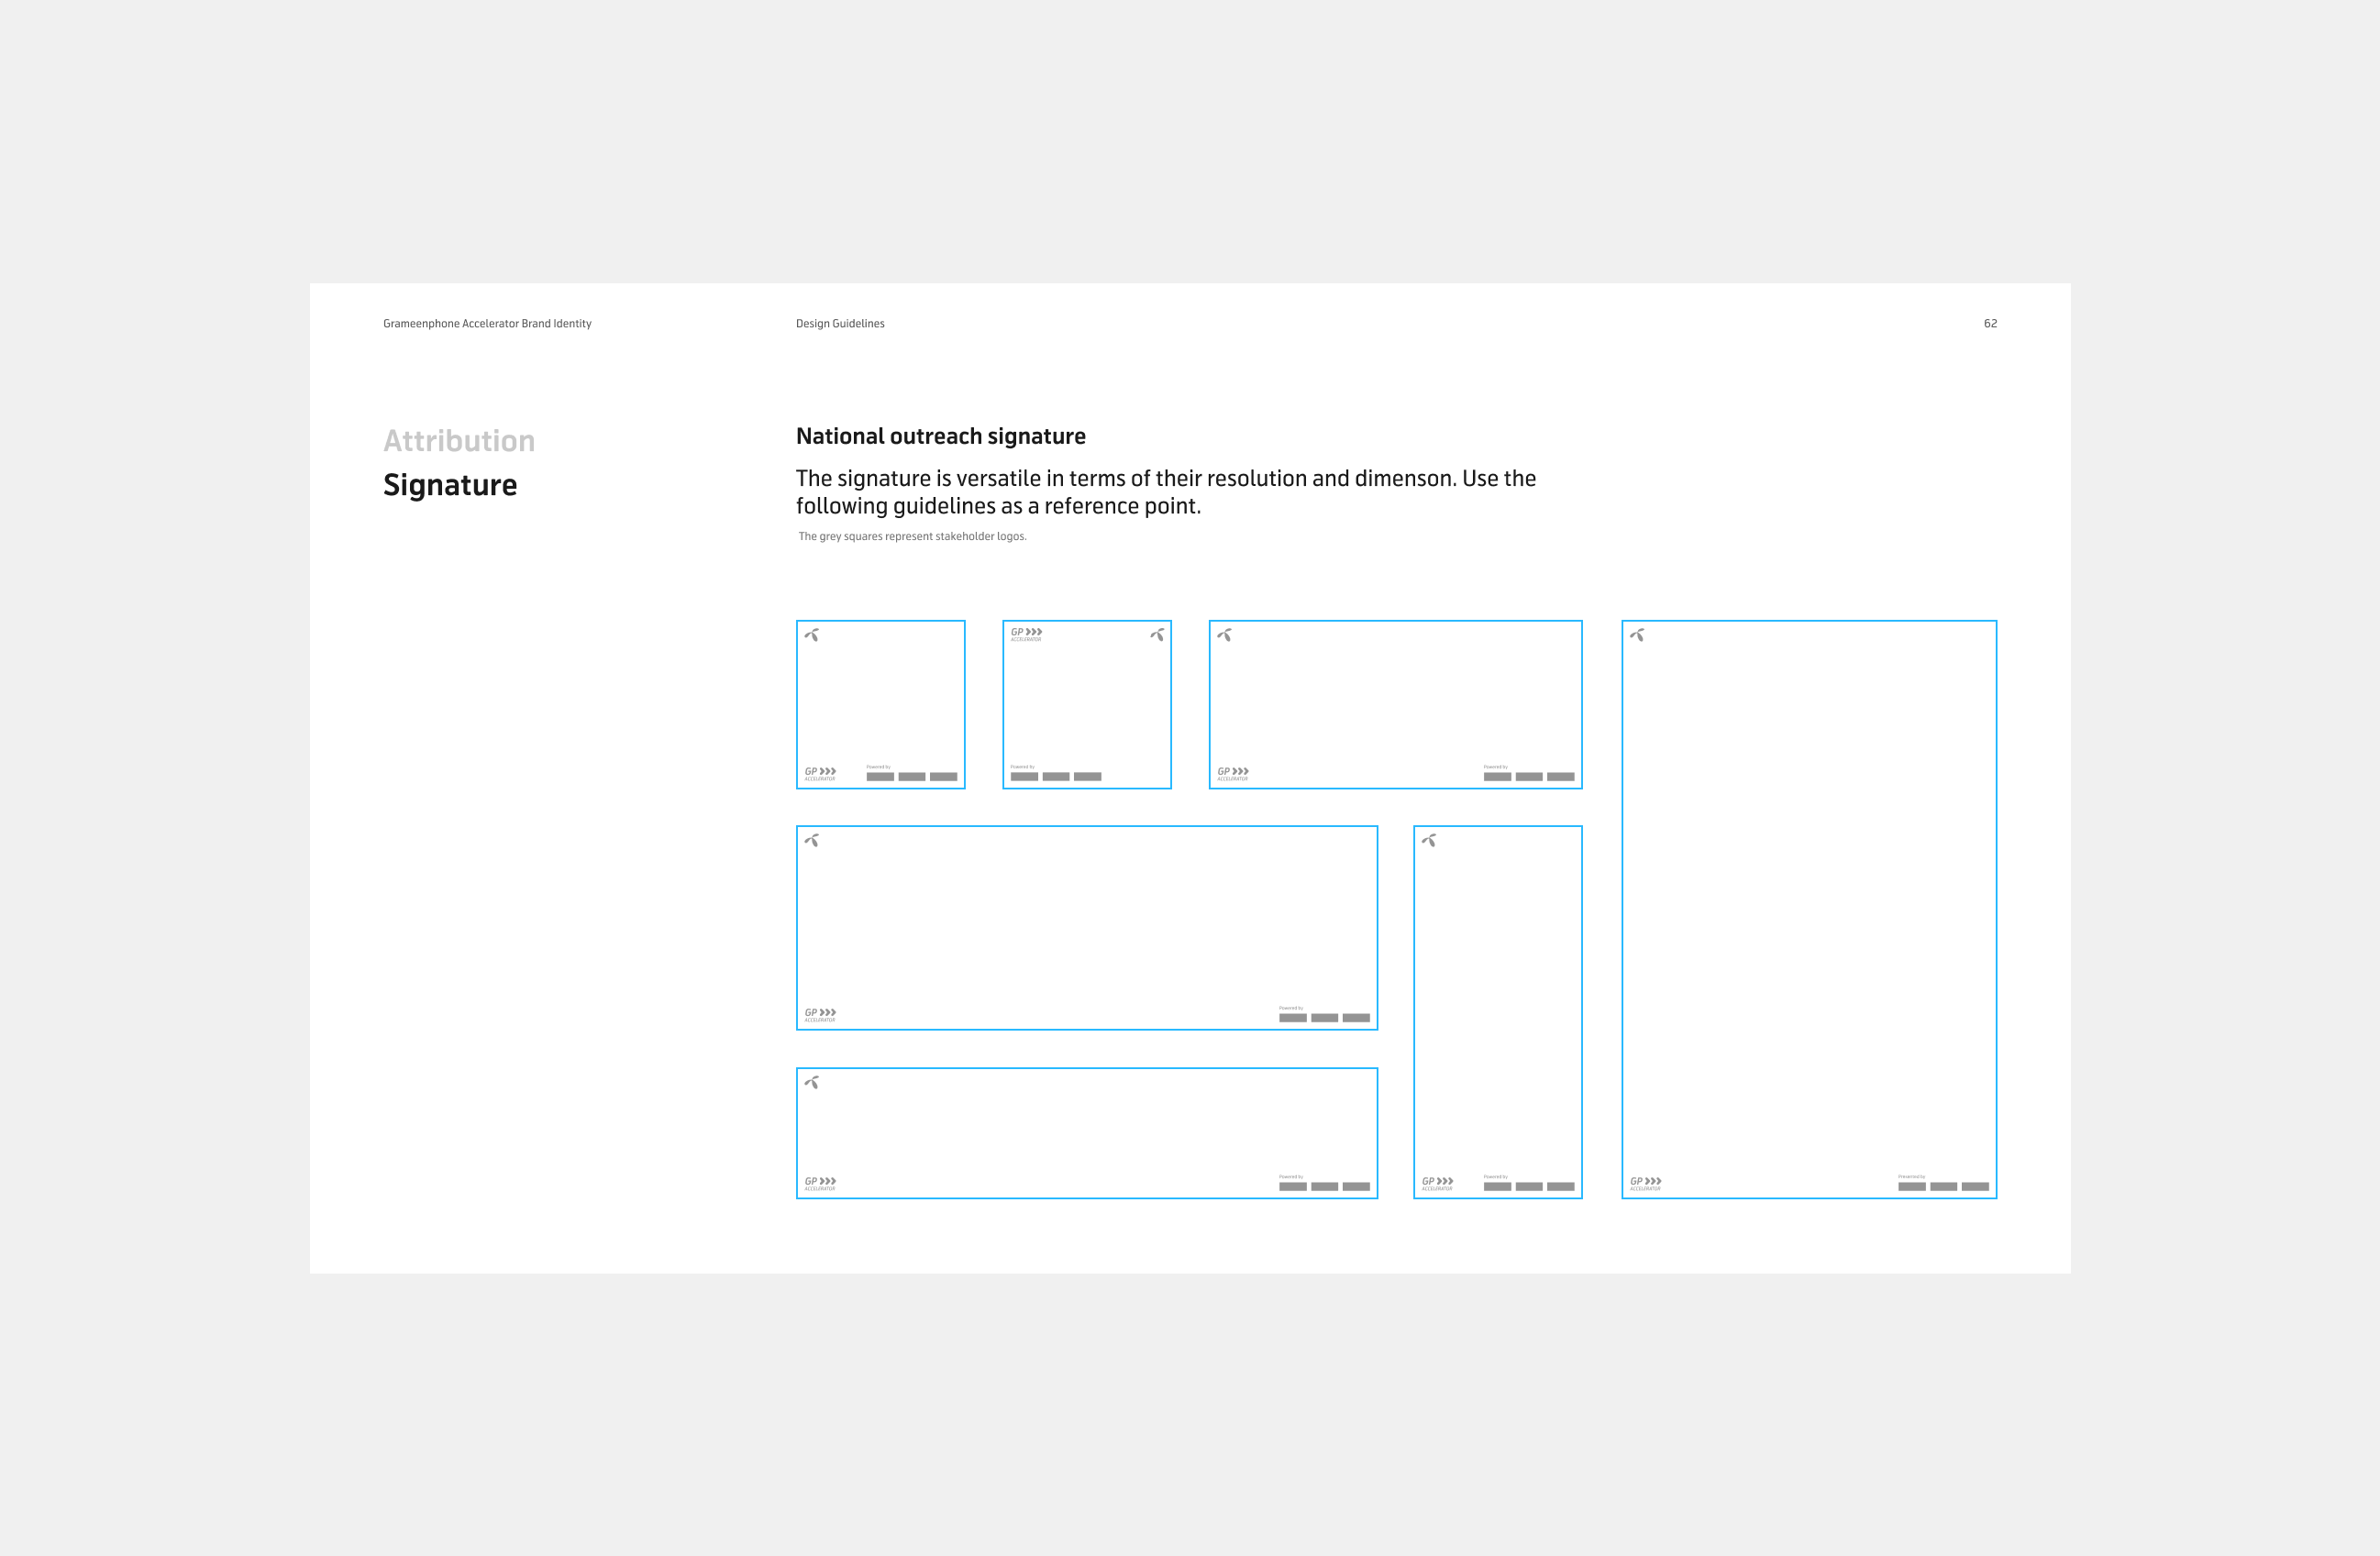 Grameenphone Accelerator Brand Identity
Design Guidelines
62
Attribution
Signature
National outreach signature
The signature is versatile in terms of their resolution and dimenson. Use the
following guidelines as a reference point.
The grey squares represent stakeholder logos.
GP
ACCELERATOR
Powered by
GP
ACCELERATOR
Powered by
GP
ACCELERATOR
Powered by
GP
ACCELERATOR
Powered by
GP
ACCELERATOR
Powered by
GP
ACCELERATOR
Powered by
GP
ACCELERATOR
Presented by